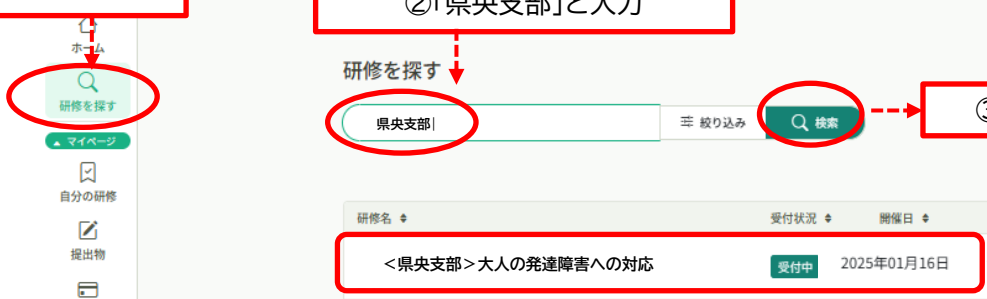 ②「県央支部」と入力
ホーム
研修を探す
マイページ
自分の研修
提出物
研修を探す
県央支部
絞り込み
検索
③
研修名
受付状況
開催日
＜県央支部＞大人の発達障害への対応
受付中
2025年01月16日